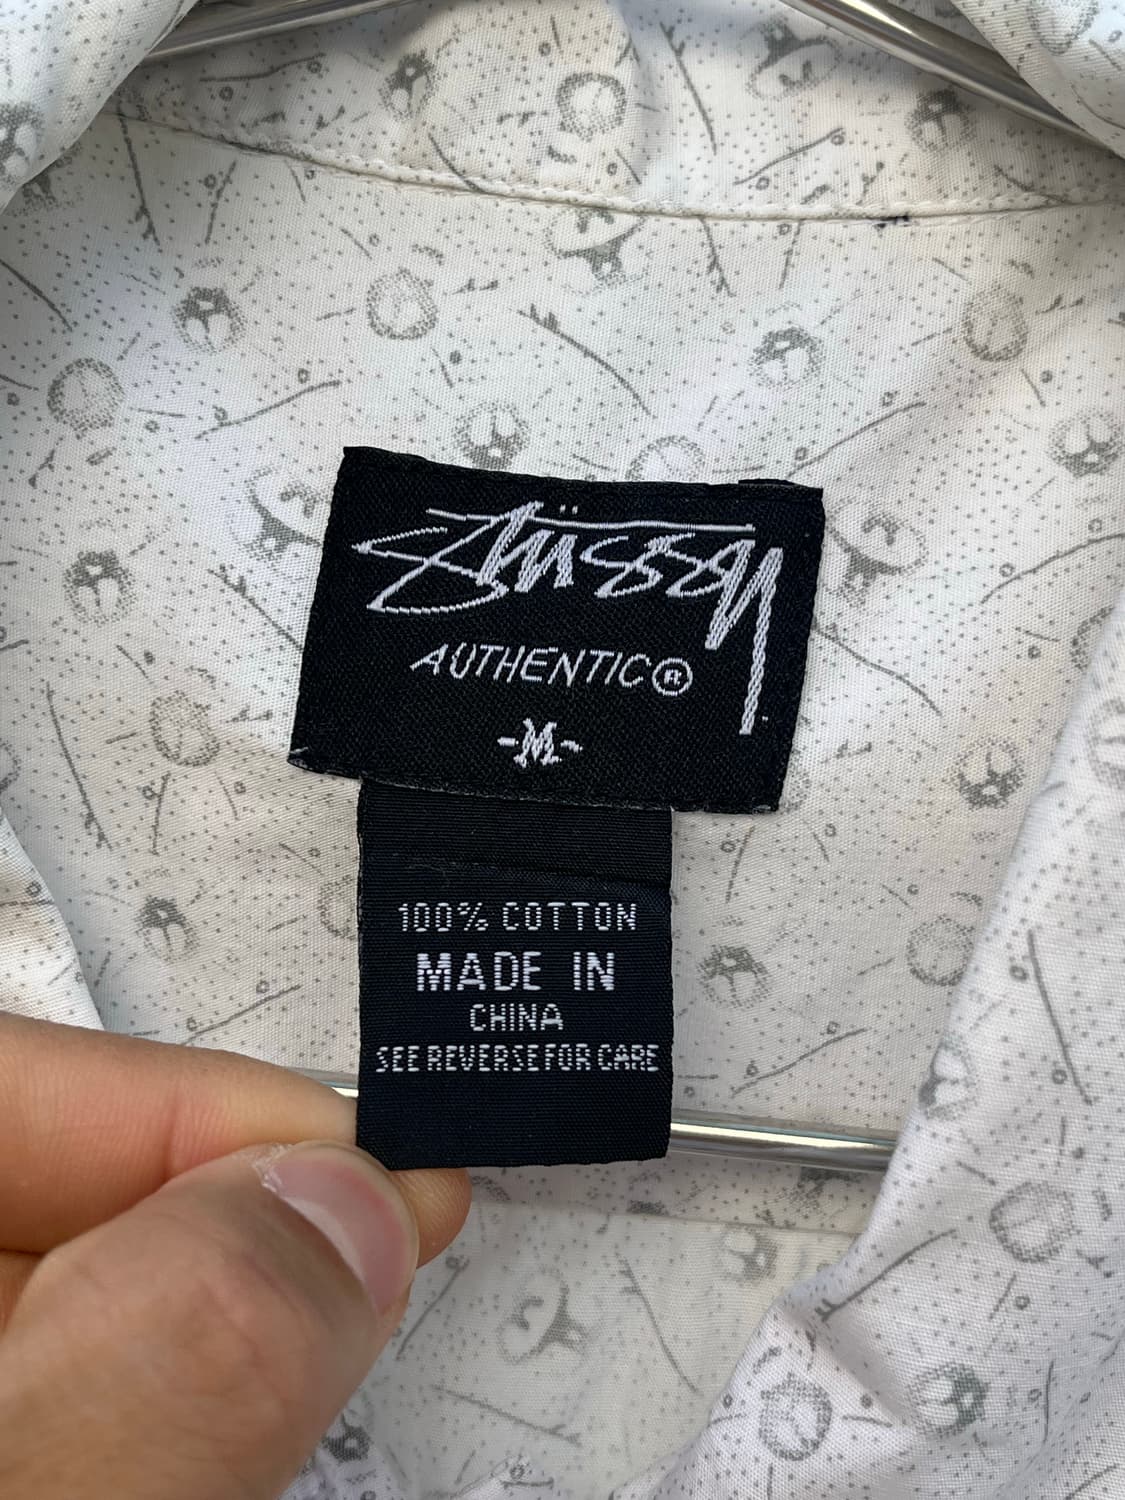 Stüssy
AUTHENTIC®
-M-
100% COTTON
MADE IN
CHINA
SEE REVERSE FOR CARE